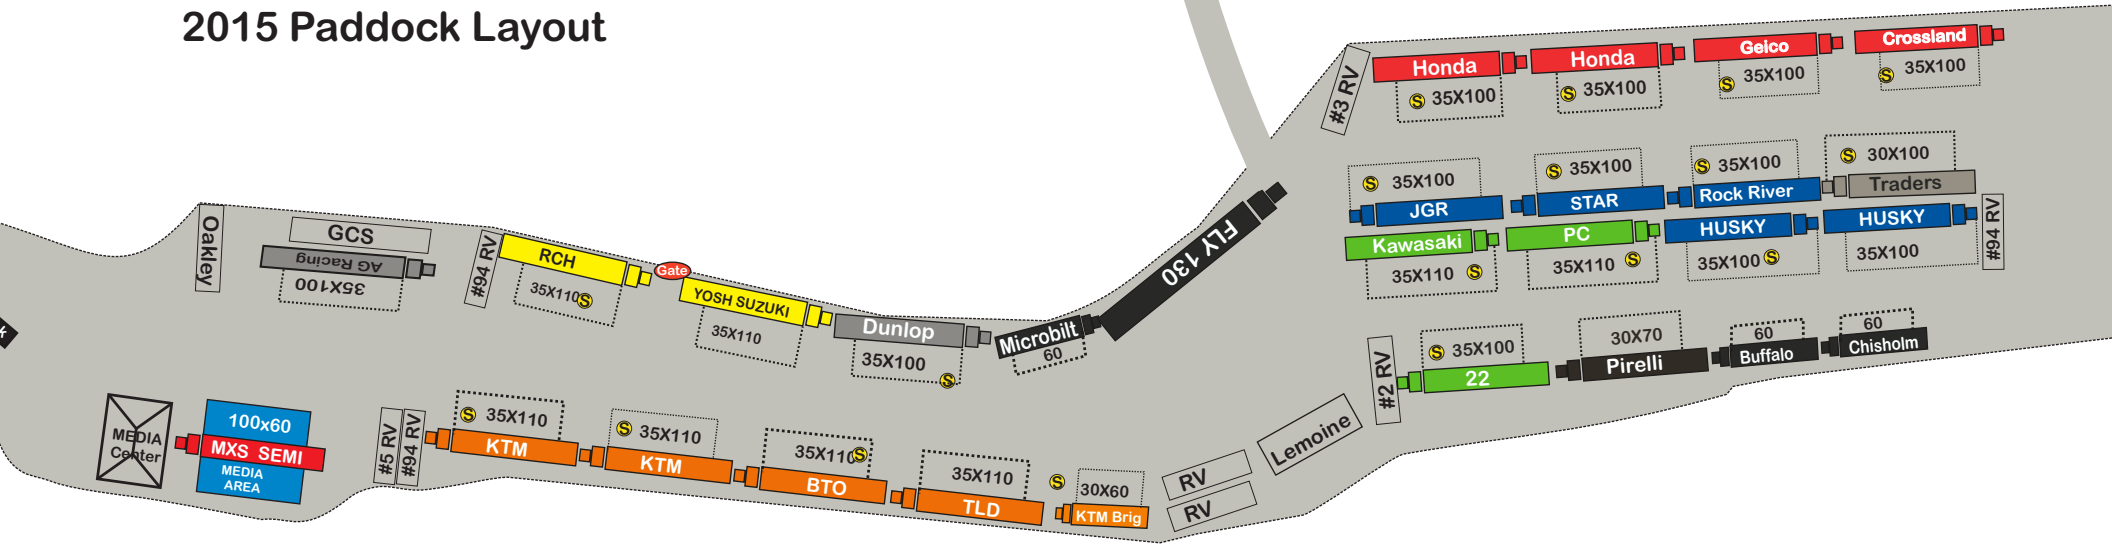 2015 Paddock Layout
#3 RV
Honda
S 35X100
Honda
S 35X100
Geico
S 35X100
Crossland
S 35X100
S 35X100
JGR
S 35X100
STAR
S 35X100
Rock River
S 30X100
Traders
#94 RV
Kawasaki
35X110 S
PC
35X110 S
HUSKY
35X100 S
HUSKY
35X100
Oakley
GCS
AG Racing
35X100
#94 RV
RCH
35X110 S
Gate
YOSH SUZUKI
35X110
Dunlop
35X100
S
Microbilt
60
FLY 130
#2 RV
S 35X100
22
30X70
Pirelli
60
Buffalo
60
Chisholm
MEDIA
Center
100x60
MXS SEMI
MEDIA
AREA
#5 RV
#94 RV
S 35X110
KTM
S 35X110
KTM
35X110 S
BTO
35X110
TLD
S
30X60
KTM Brig
RV
RV
Lemoine